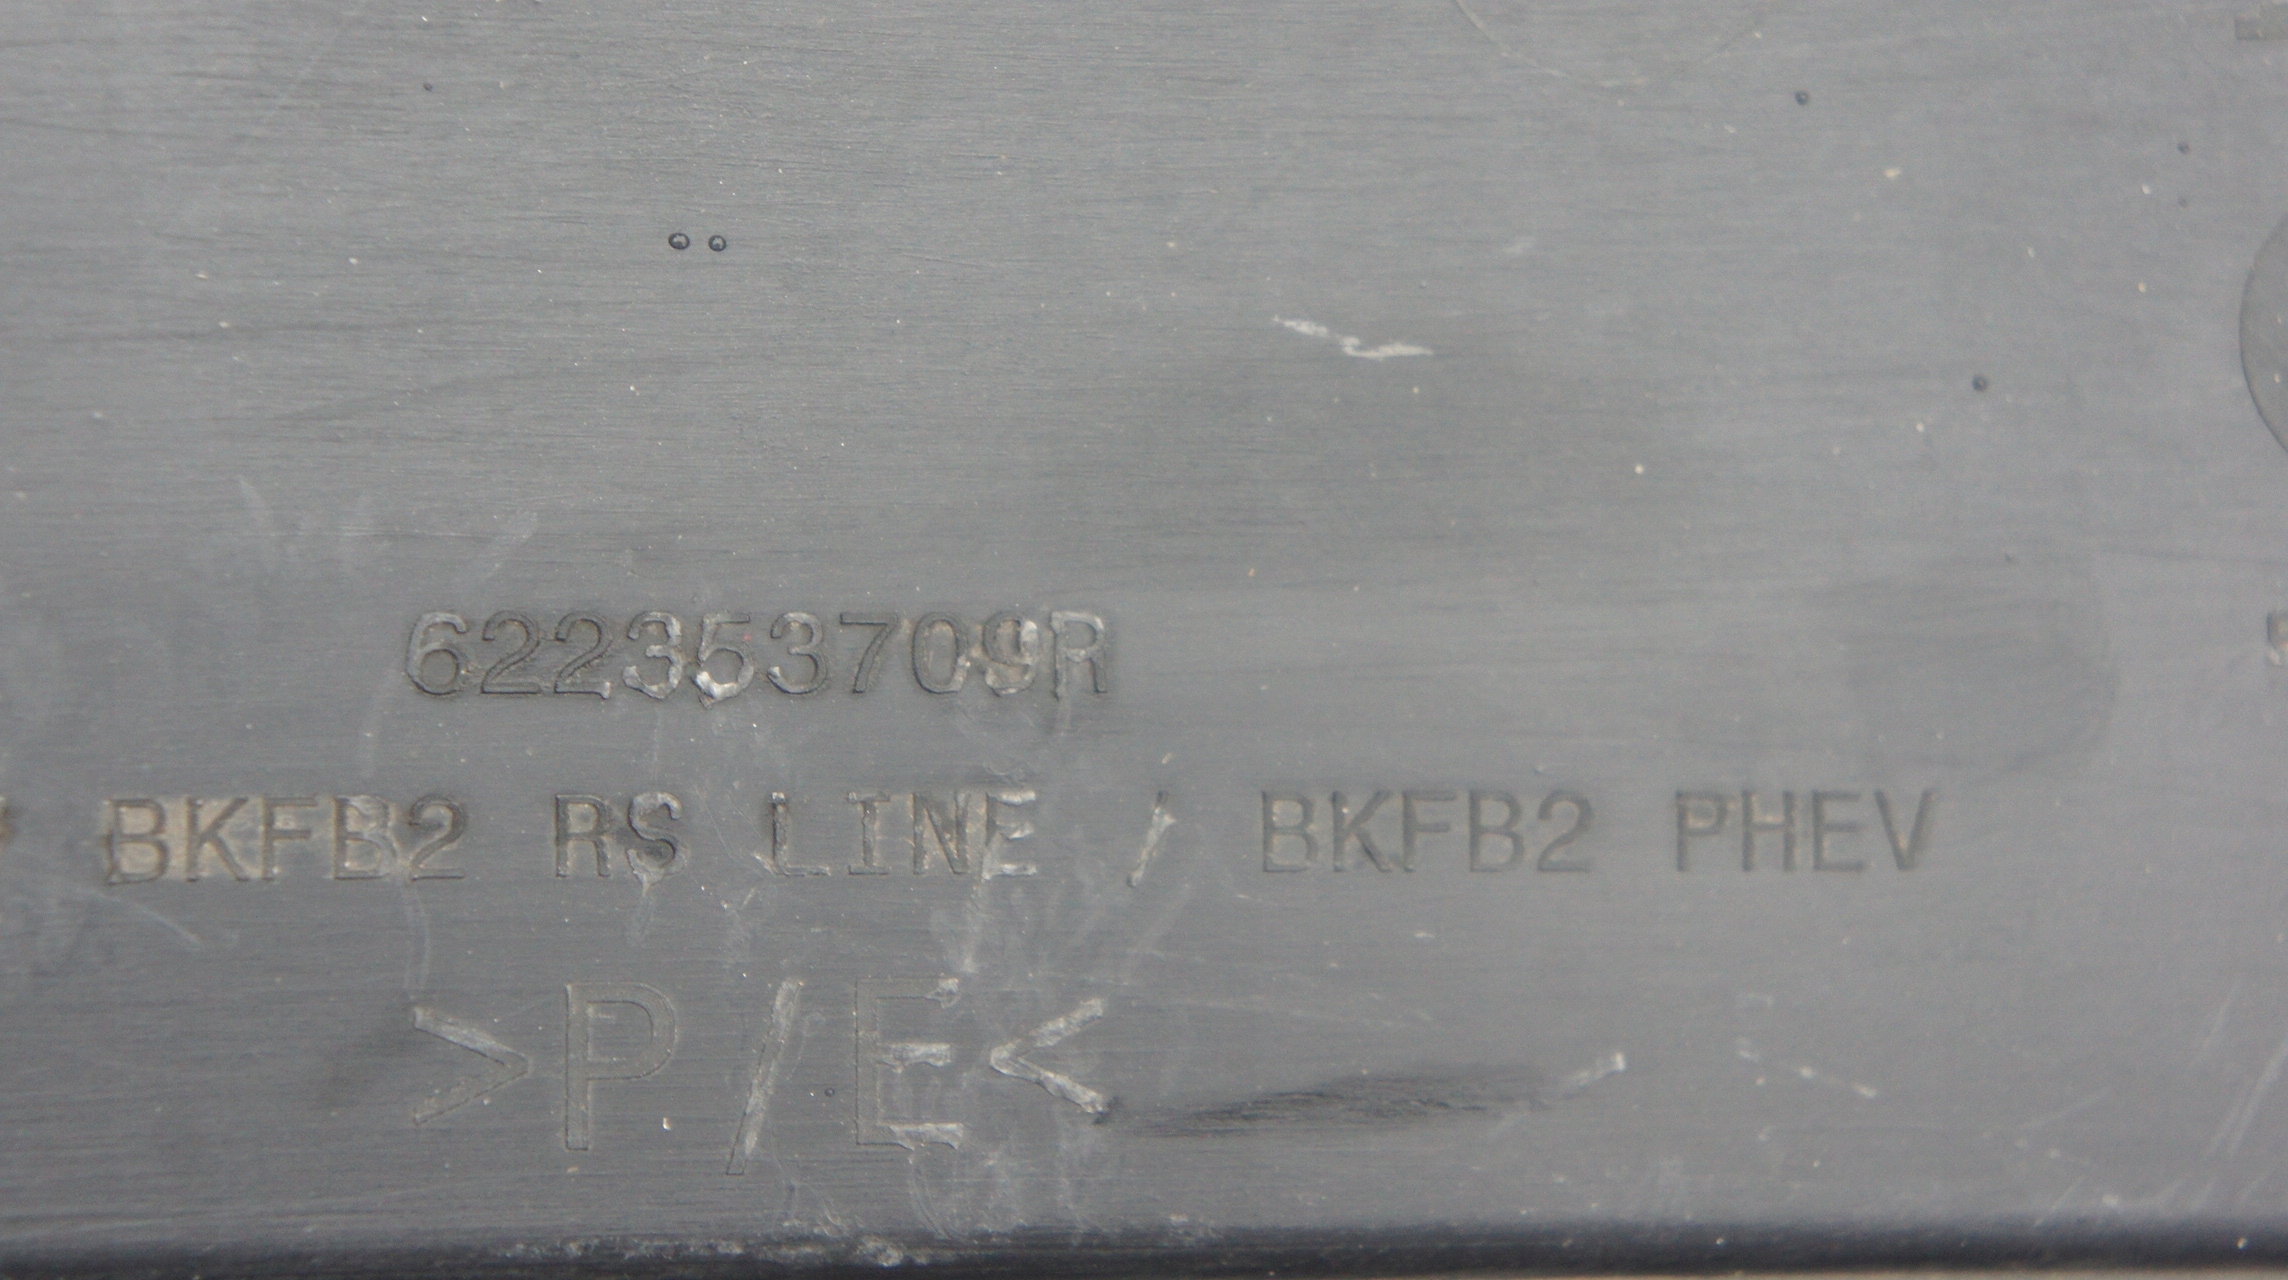 622353709R
BKFB2 RS LINE / BKFB2 PHEV
>P/E<